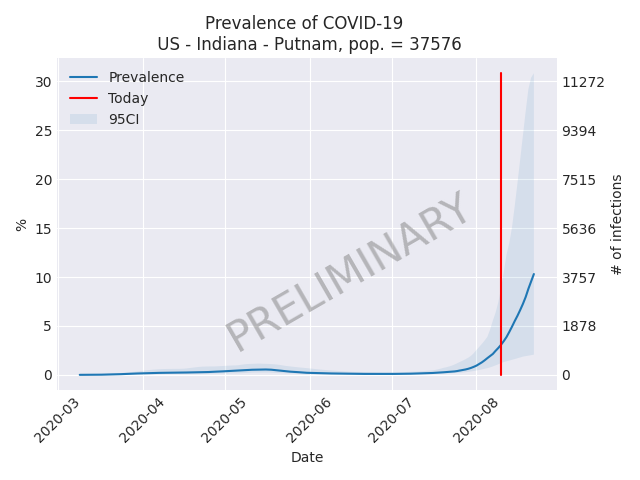 Prevalence of COVID-19
US - Indiana - Putnam, pop. = 37576
Prevalence
Today
95CI
30
25
20
15
10
5
0
%
11272
9394
7515
5636
3757
1878
0
# of infections
PRELIMINARY
2020-03
2020-04
2020-05
2020-06
2020-07
2020-08
Date